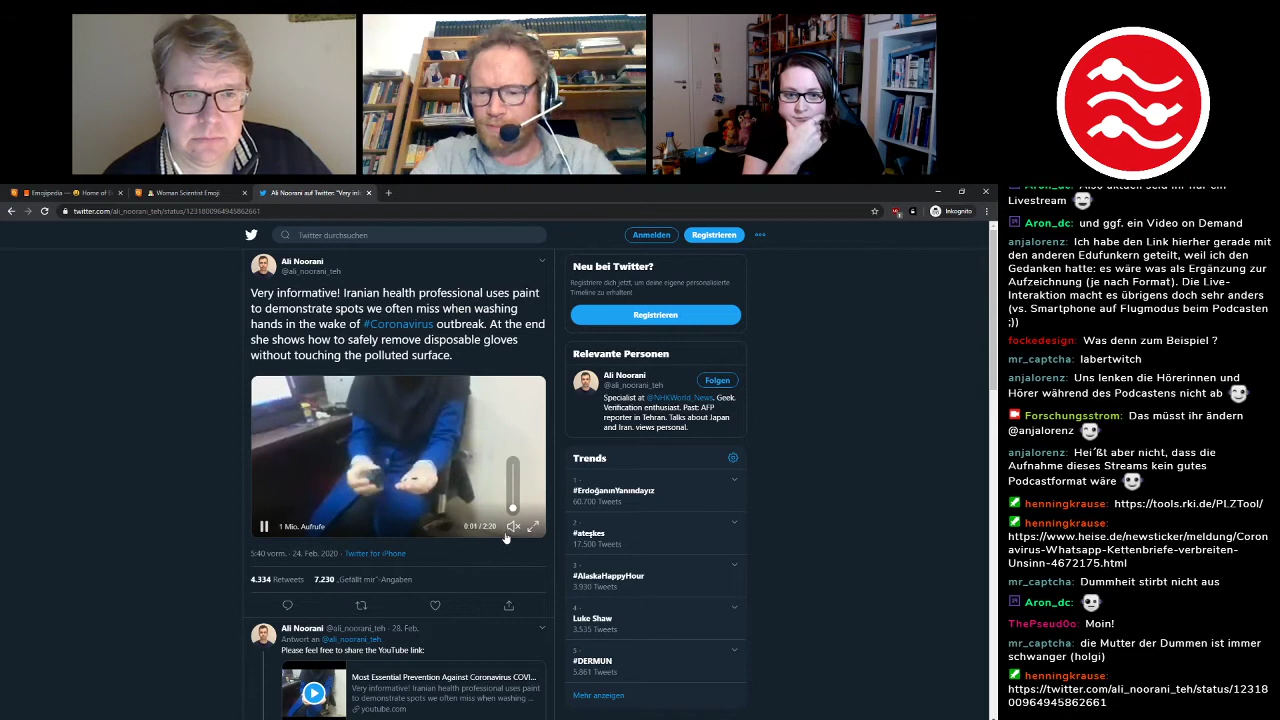 Emojipedia — 😃 Home of E
Woman Scientist Emoji
Ali Noorani auf Twitter: "Very inf
twitter.com/ali_noorani_teh/status/1231800964945862661
Inkognito
Twitter durchsuchen
Anmelden
Registrieren
Ali Noorani
@ali_noorani_teh
Very informative! Iranian health professional uses paint
to demonstrate spots we often miss when washing
hands in the wake of #Coronavirus outbreak. At the end
she shows how to safely remove disposable gloves
without touching the polluted surface.
1 Mio. Aufrufe
0:01 / 2:20
5:40 vorm. · 24. Feb. 2020 · Twitter for iPhone
4.334 Retweets 7.230 „Gefällt mir"-Angaben
Ali Noorani @ali_noorani_teh · 28. Feb.
Antwort an @ali_noorani_teh
Please feel free to share the YouTube link:
Most Essential Prevention Against Coronavirus COVI...
Very informative! Iranian health professional uses paint
to demonstrate spots we often miss when washing ...
youtube.com
Neu bei Twitter?
Registriere dich jetzt, um deine eigene personalisierte
Timeline zu erhalten!
Registrieren
Relevante Personen
Ali Noorani
@ali_noorani_teh
Folgen
Specialist at @NHKWorld_News. Geek.
Verification enthusiast. Past: AFP
reporter in Tehran. Talks about Japan
and Iran. views personal.
Trends
1
#ErdoğanınYanındayız
60.700 Tweets
2
#ateşkes
17.500 Tweets
3
#AlaskaHappyHour
3.930 Tweets
4
Luke Shaw
3.535 Tweets
5
#DERMUN
5.861 Tweets
Mehr anzeigen
Aron_dc: Also aktuell seid ihr nur ein
Livestream
Aron_dc: und ggf. ein Video on Demand
anjalorenz: Ich habe den Link hierher gerade mit
den anderen Edufunkern geteilt, weil ich den
Gedanken hatte: es wäre was als Ergänzung zur
Aufzeichnung (je nach Format). Die Live-
Interaktion macht es übrigens doch sehr anders
(vs. Smartphone auf Flugmodus beim Podcasten
;))
fockedesign: Was denn zum Beispiel ?
mr_captcha: labertwitch
anjalorenz: Uns lenken die Hörerinnen und
Hörer während des Podcastens nicht ab
Forschungsstrom: Das müsst ihr ändern
@anjalorenz
anjalorenz: Hei´ßt aber nicht, dass die
Aufnahme dieses Streams kein gutes
Podcastformat wäre
henningkrause: https://tools.rki.de/PLZTool/
henningkrause:
https://www.heise.de/newsticker/meldung/Coron
avirus-Whatsapp-Kettenbriefe-verbreiten-
Unsinn-4672175.html
mr_captcha: Dummheit stirbt nicht aus
Aron_dc:
ThePseud0o: Moin!
mr_captcha: die Mutter der Dummen ist immer
schwanger (holgi)
henningkrause:
https://twitter.com/ali_noorani_teh/status/12318
00964945862661